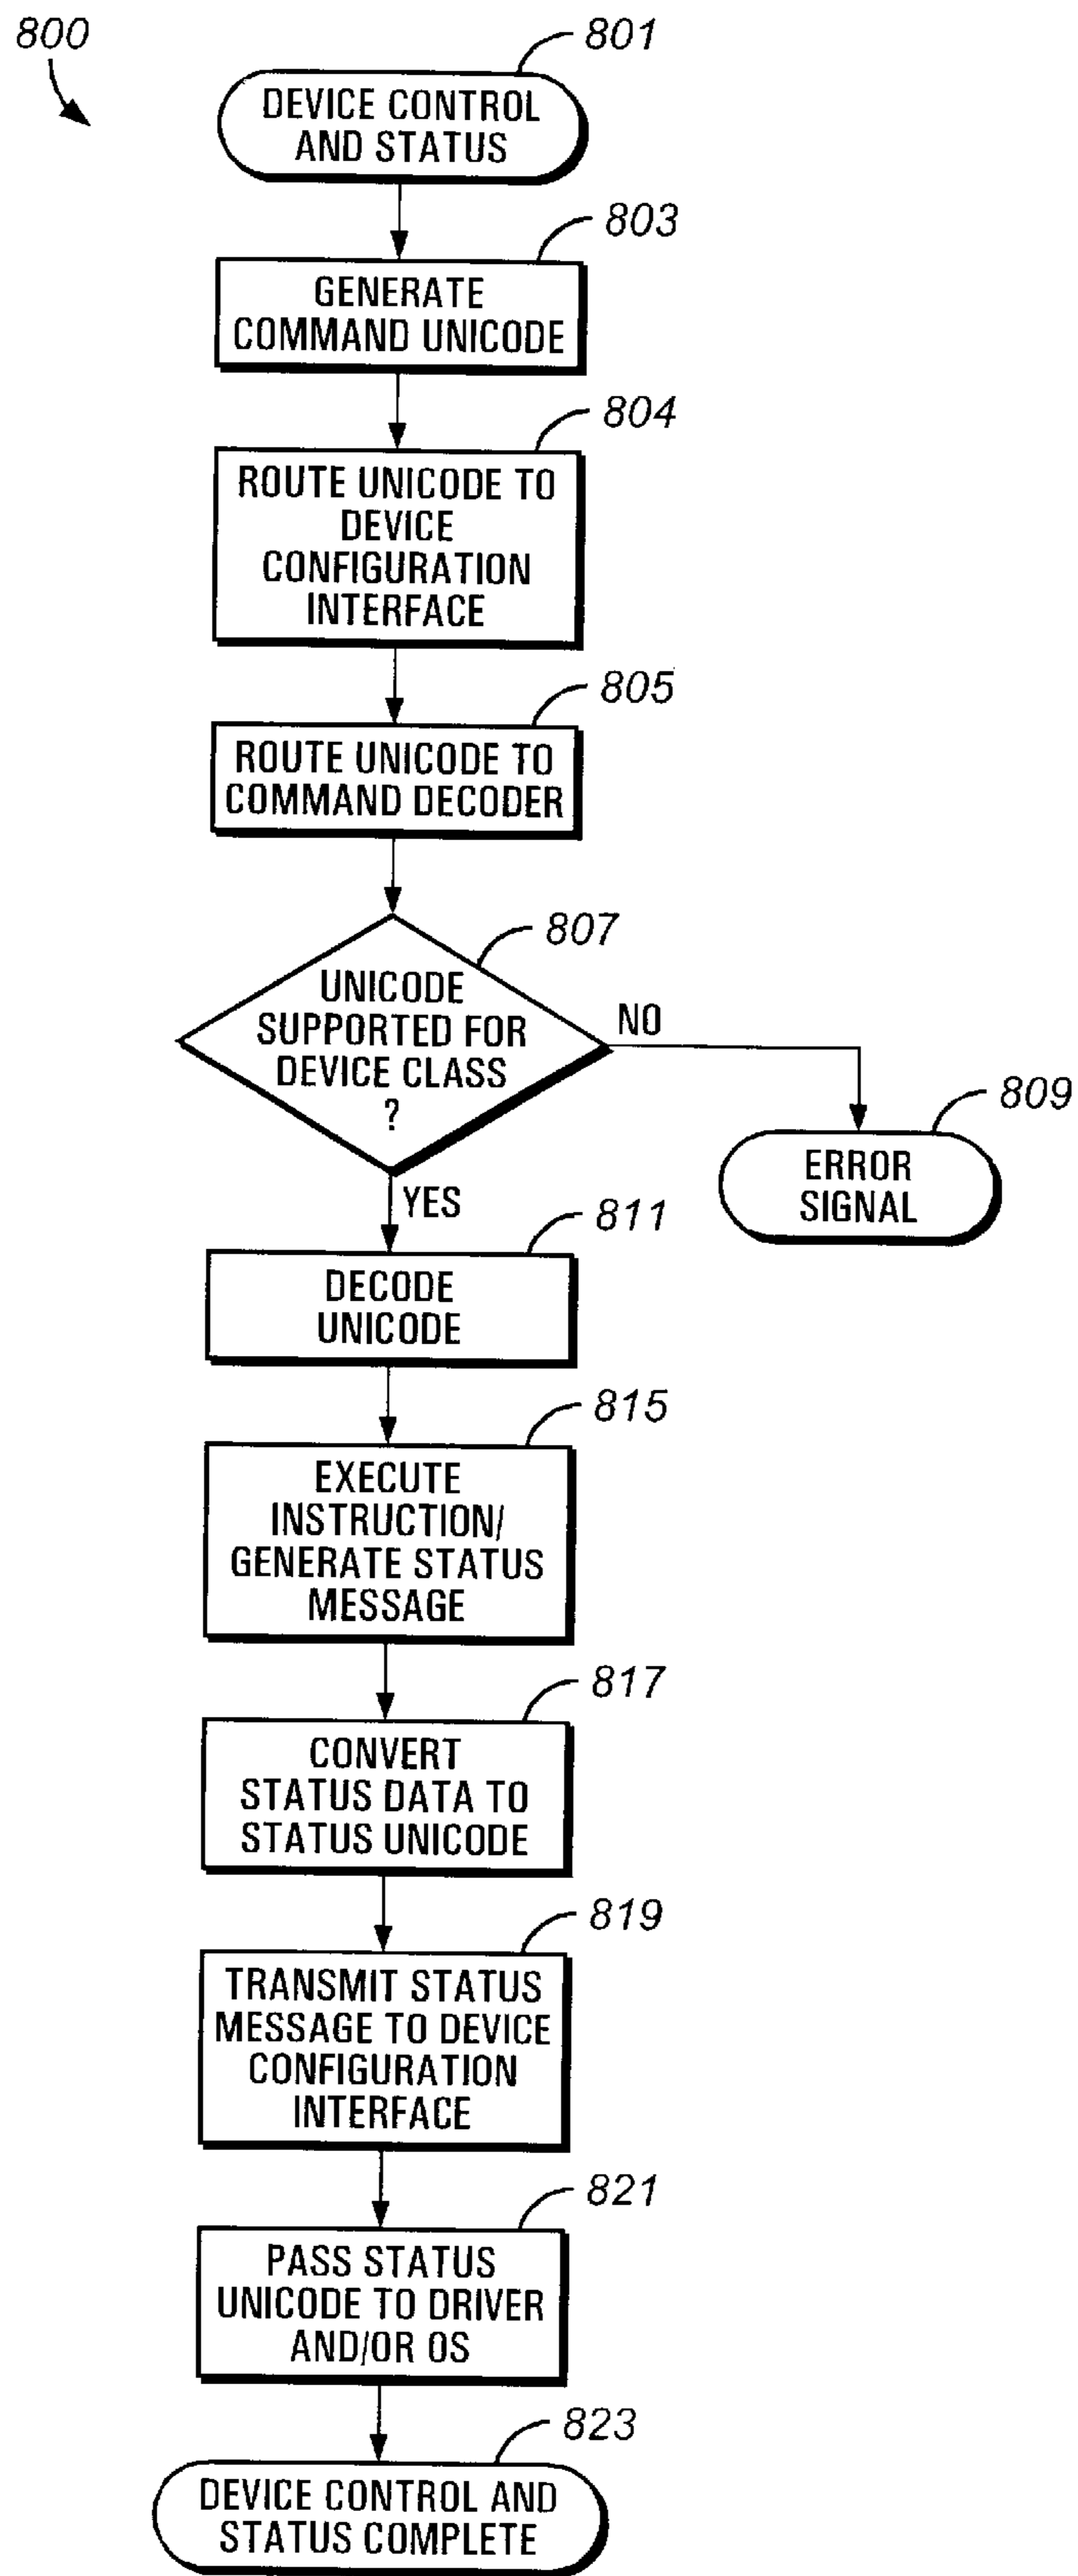 800
801
DEVICE CONTROL
AND STATUS
803
GENERATE
COMMAND UNICODE
804
ROUTE UNICODE TO
DEVICE
CONFIGURATION
INTERFACE
805
ROUTE UNICODE TO
COMMAND DECODER
807
UNICODE
SUPPORTED FOR
DEVICE CLASS
?
NO
809
ERROR
SIGNAL
YES
811
DECODE
UNICODE
815
EXECUTE
INSTRUCTION/
GENERATE STATUS
MESSAGE
817
CONVERT
STATUS DATA TO
STATUS UNICODE
819
TRANSMIT STATUS
MESSAGE TO DEVICE
CONFIGURATION
INTERFACE
821
PASS STATUS
UNICODE TO DRIVER
AND/OR OS
823
DEVICE CONTROL AND
STATUS COMPLETE